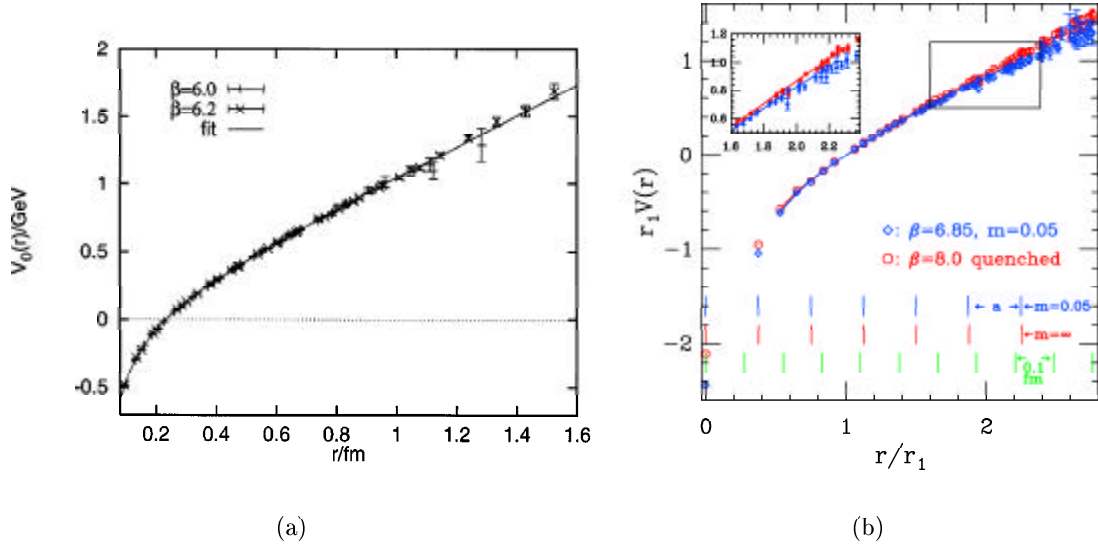 2
1.5
1
0.5
0
-0.5
β=6.0
β=6.2
fit
V₀(r)/GeV
0.2 0.4 0.6 0.8 1 1.2 1.4 1.6
r/fm
(a)
1
0
-1
-2
r₁V(r)
1.8
1.0
0.8
0.6
1.6 1.8 2.0 2.2
◇: β=6.85, m=0.05
○: β=8.0 quenched
a m=0.05
m=∞
0.1
fm
0 1 2
r/r₁
(b)